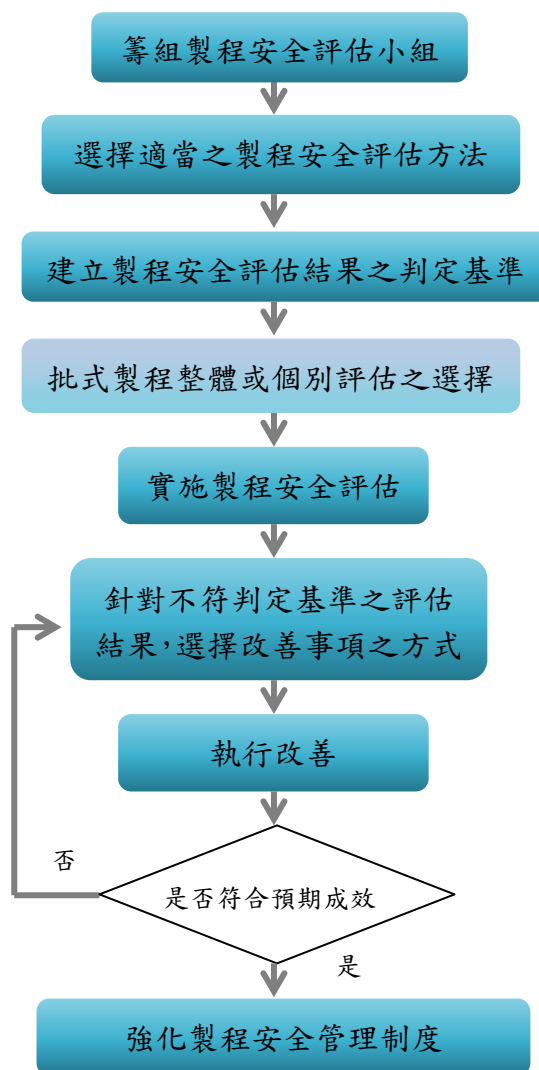 籌組製程安全評估小組
選擇適當之製程安全評估方法
建立製程安全評估結果之判定基準
批式製程整體或個別評估之選擇
實施製程安全評估
針對不符判定基準之評估
結果，選擇改善事項之方式
執行改善
否
是否符合預期成效
是
強化製程安全管理制度